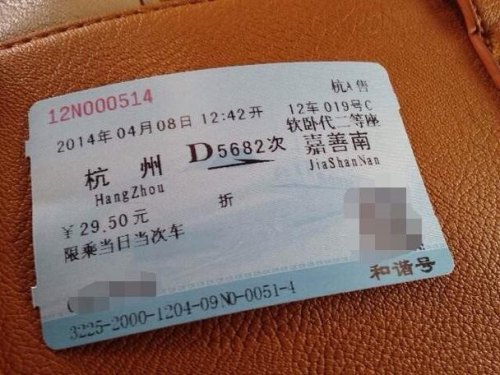 12N000514
杭A售
2014年04月08日 12:42开
12车 019号C
软卧代二等座
杭州 D5682次 嘉善南
HangZhou JiaShanNan
￥29.50元 折
限乘当日当次车
和谐号
3225-2000-1204-09N0-0051-4